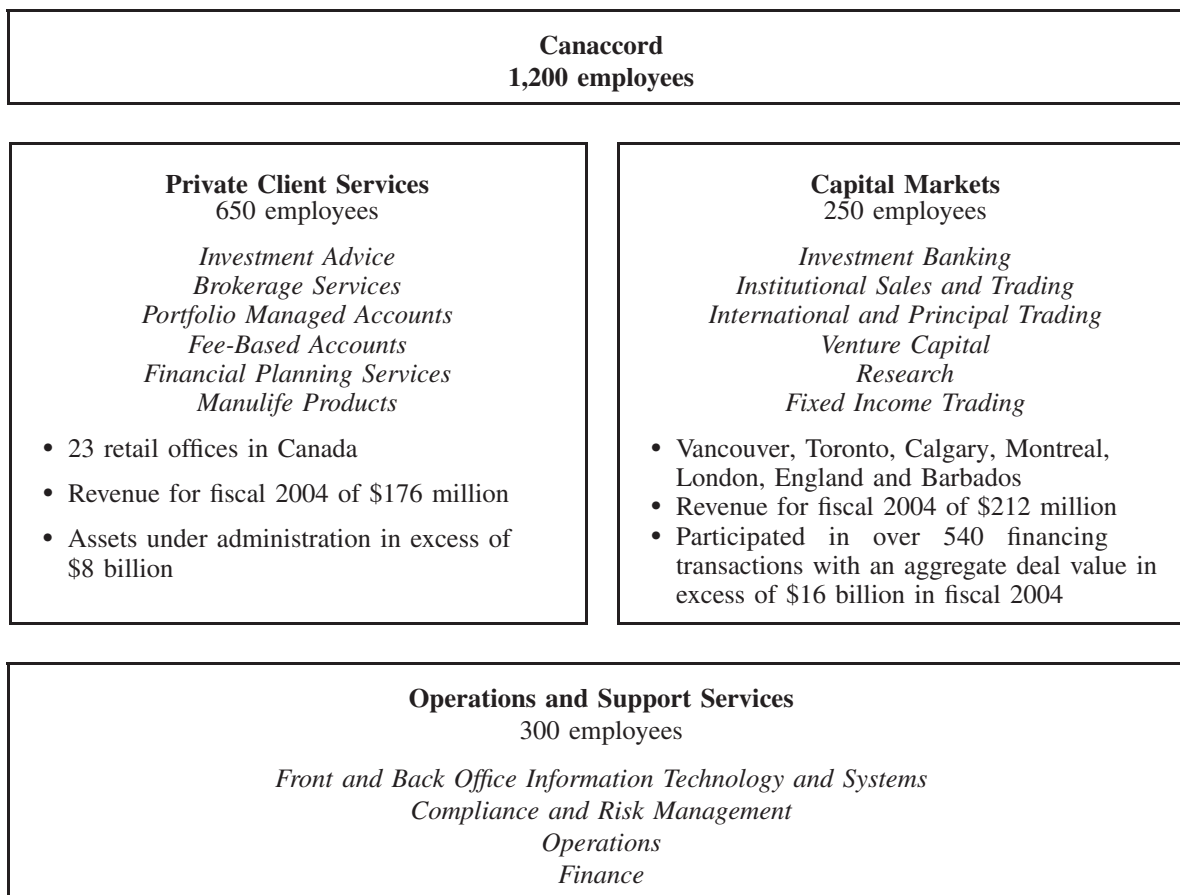 Canaccord
1,200 employees
Private Client Services
650 employees
Investment Advice
Brokerage Services
Portfolio Managed Accounts
Fee-Based Accounts
Financial Planning Services
Manulife Products
• 23 retail offices in Canada
• Revenue for fiscal 2004 of $176 million
• Assets under administration in excess of
$8 billion
Capital Markets
250 employees
Investment Banking
Institutional Sales and Trading
International and Principal Trading
Venture Capital
Research
Fixed Income Trading
• Vancouver, Toronto, Calgary, Montreal,
London, England and Barbados
• Revenue for fiscal 2004 of $212 million
• Participated in over 540 financing
transactions with an aggregate deal value in
excess of $16 billion in fiscal 2004
Operations and Support Services
300 employees
Front and Back Office Information Technology and Systems
Compliance and Risk Management
Operations
Finance